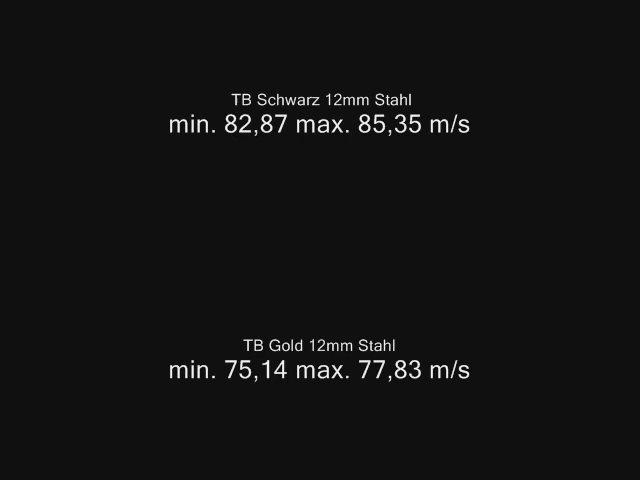 TB Schwarz 12mm Stahl
min. 82,87 max. 85,35 m/s
TB Gold 12mm Stahl
min. 75,14 max. 77,83 m/s